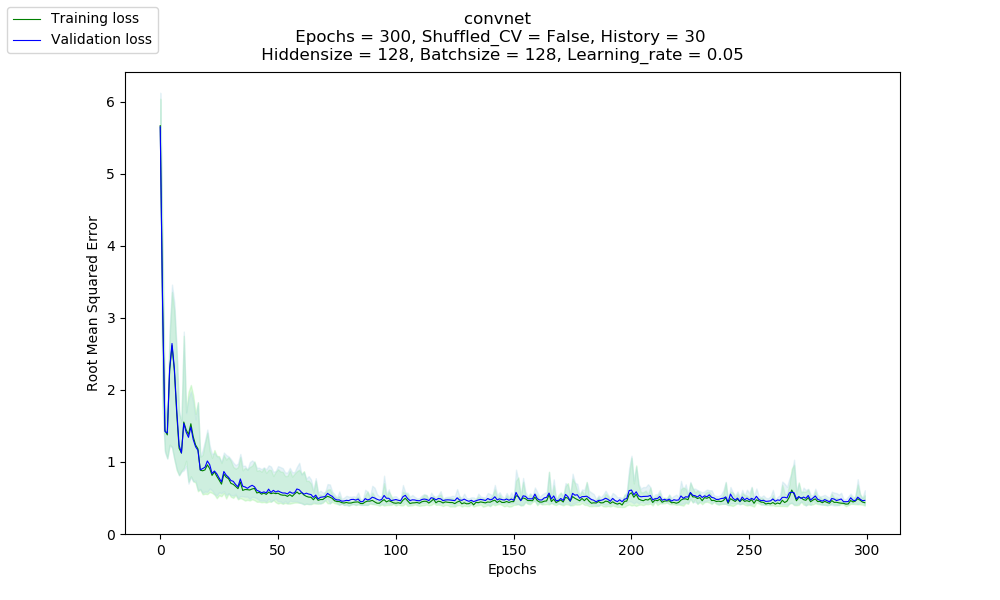 Training loss
Validation loss
convnet
Epochs = 300, Shuffled_CV = False, History = 30
Hiddensize = 128, Batchsize = 128, Learning_rate = 0.05
6
5
4
3
2
1
0
Root Mean Squared Error
0 50 100 150 200 250 300
Epochs